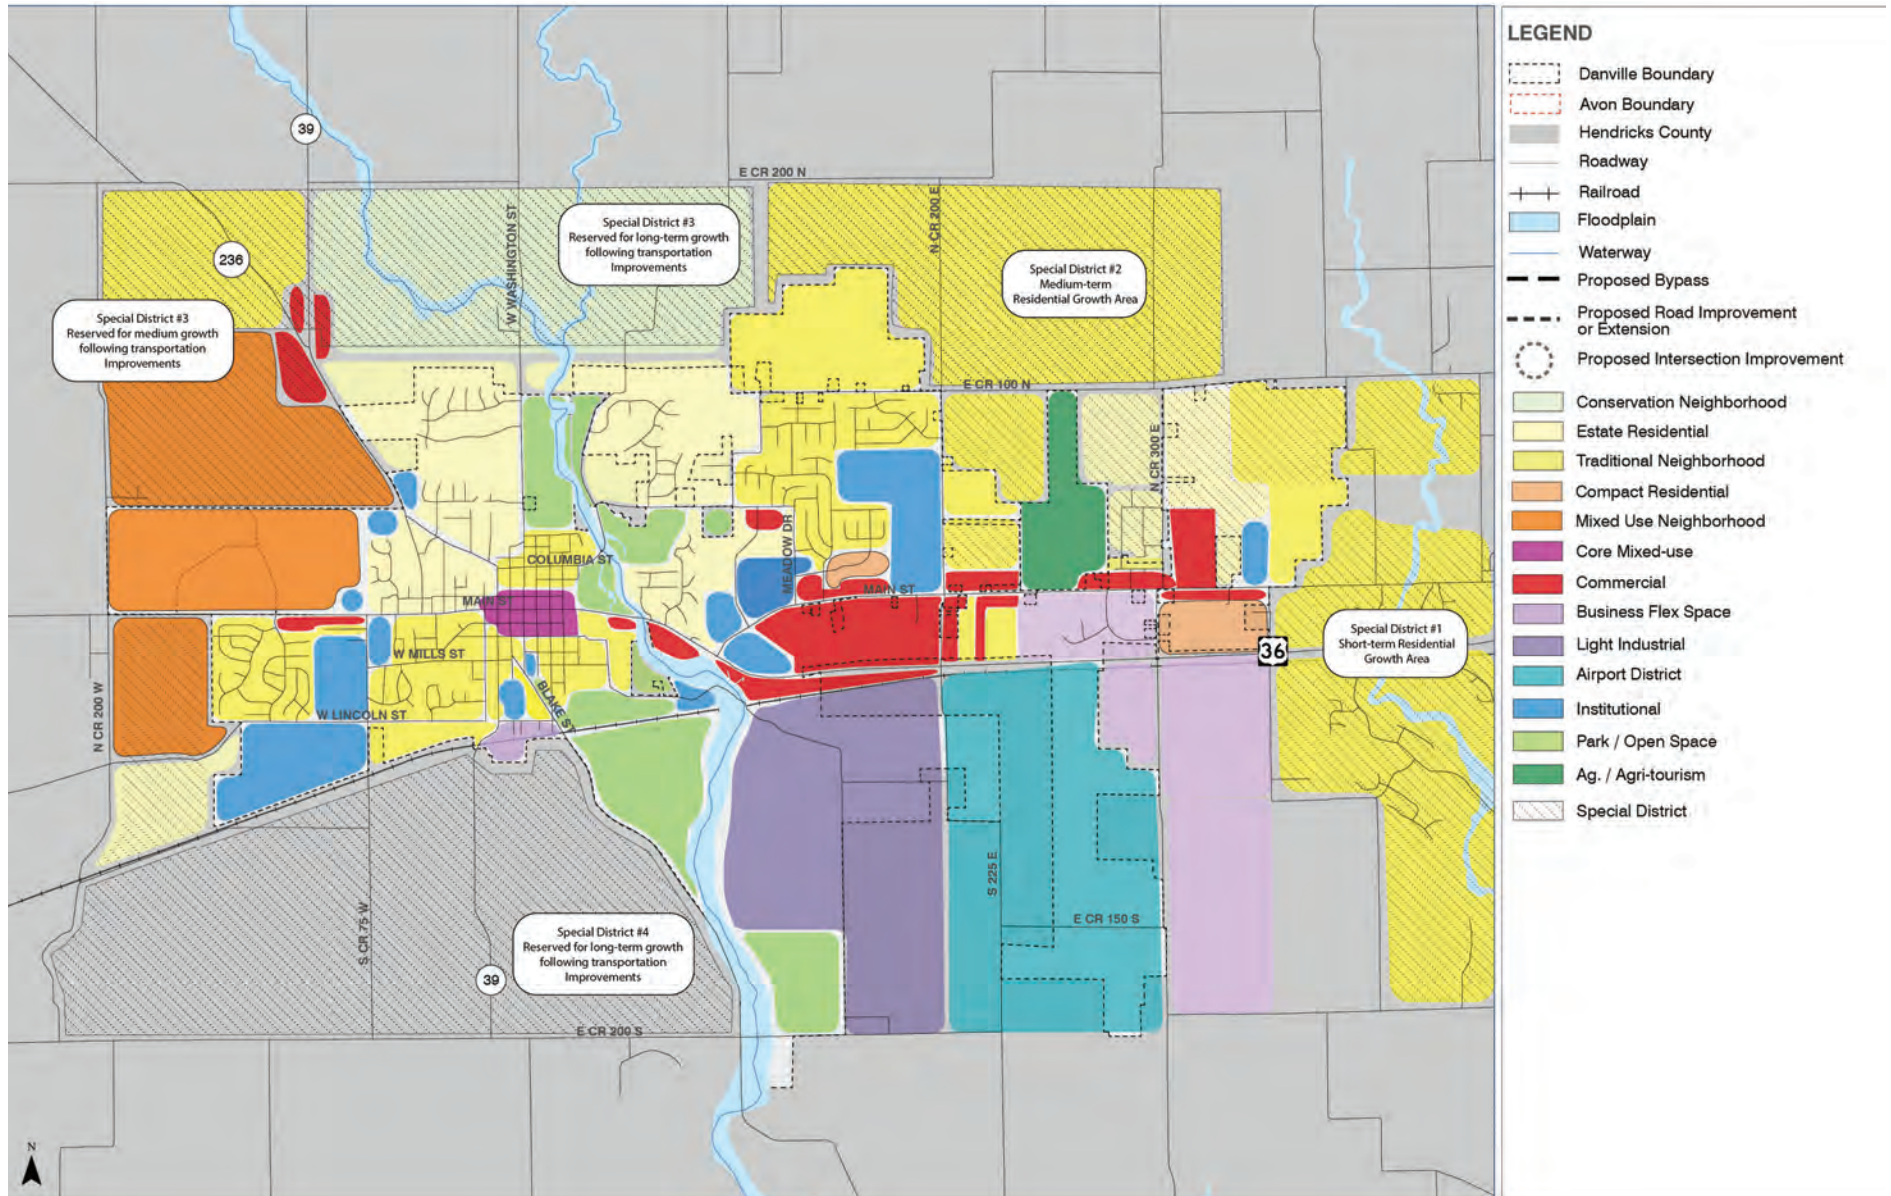 39
E CR 200 N
N CR 200 E
W WASHINGTON ST
Special District #3
Reserved for long-term growth
following transportation
Improvements
236
Special District #2
Medium-term
Residential Growth Area
Special District #3
Reserved for medium growth
following transportation
Improvements
E CR 100 N
N CR 300 E
MEADOW DR
COLUMBIA ST
MAIN ST
MAIN ST
W MILLS ST
36
Special District #1
Short-term Residential
Growth Area
BLAKE ST
W LINCOLN ST
N CR 200 W
S 225 E
S CR 75 W
E CR 150 S
Special District #4
Reserved for long-term growth
following transportation
Improvements
39
E CR 200 S
N
LEGEND
Danville Boundary
Avon Boundary
Hendricks County
Roadway
Railroad
Floodplain
Waterway
Proposed Bypass
Proposed Road Improvement
or Extension
Proposed Intersection Improvement
Conservation Neighborhood
Estate Residential
Traditional Neighborhood
Compact Residential
Mixed Use Neighborhood
Core Mixed-use
Commercial
Business Flex Space
Light Industrial
Airport District
Institutional
Park / Open Space
Ag. / Agri-tourism
Special District